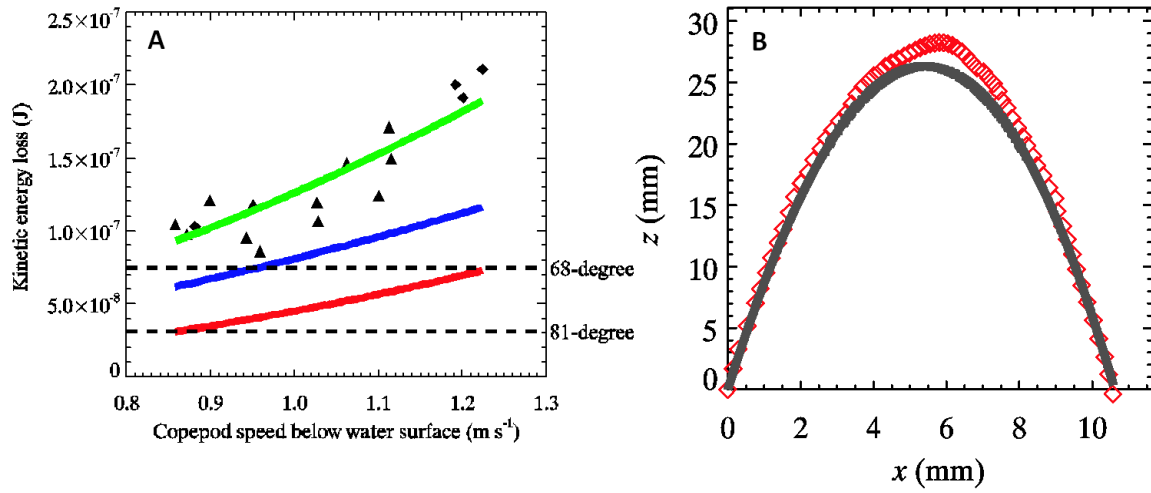 A
2.5×10⁻⁷
2.0×10⁻⁷
1.5×10⁻⁷
1.0×10⁻⁷
5.0×10⁻⁸
0
Kinetic energy loss (J)
68-degree
81-degree
0.8 0.9 1.0 1.1 1.2 1.3
Copepod speed below water surface (m s⁻¹)
B
30
25
20
15
10
5
0
z (mm)
0 2 4 6 8 10
x (mm)